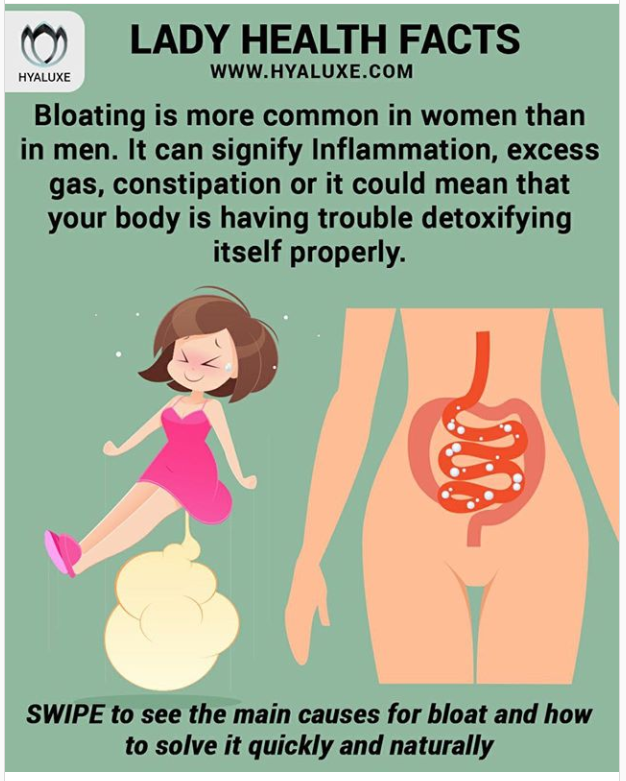 HYALUXE
LADY HEALTH FACTS
WWW.HYALUXE.COM
Bloating is more common in women than
in men. It can signify Inflammation, excess
gas, constipation or it could mean that
your body is having trouble detoxifying
itself properly.
SWIPE to see the main causes for bloat and how
to solve it quickly and naturally